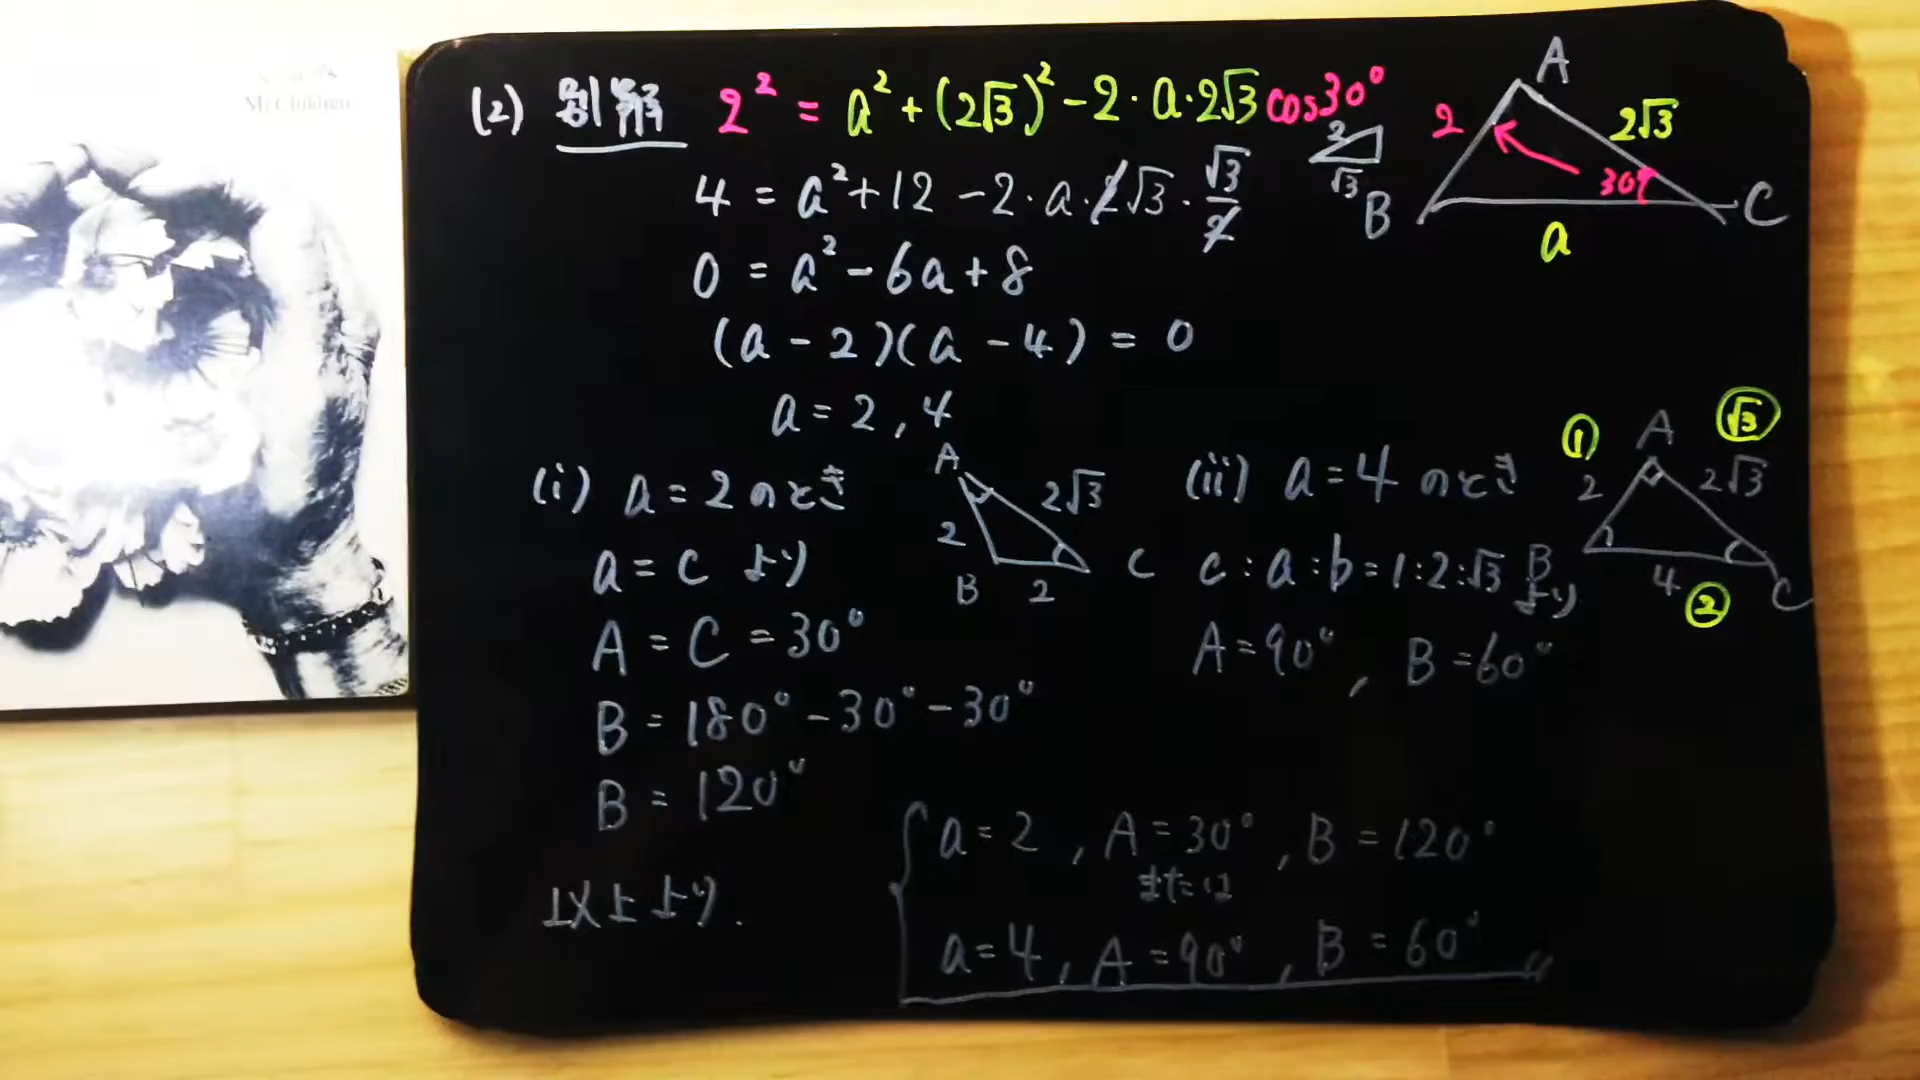 Mr.Children
(2) 別解 2² = a² + (2√3)² - 2・a・2√3 cos30°
A
2
2√3
30°
B
C
a
2
√3
4 = a² + 12 - 2・a・2√3・√3/2
0 = a² - 6a + 8
(a - 2)(a - 4) = 0
a = 2, 4
(i) a = 2 のとき
A
2√3
2
B
2
C
a = c より
A = C = 30°
B = 180° - 30° - 30°
B = 120°
(ii) a = 4 のとき
① A √3
2
2√3
B
4
②
C
c : a : b = 1 : 2 : √3 より
A = 90°, B = 60°
以上より.
a = 2, A = 30°, B = 120°
または
a = 4, A = 90°, B = 60°